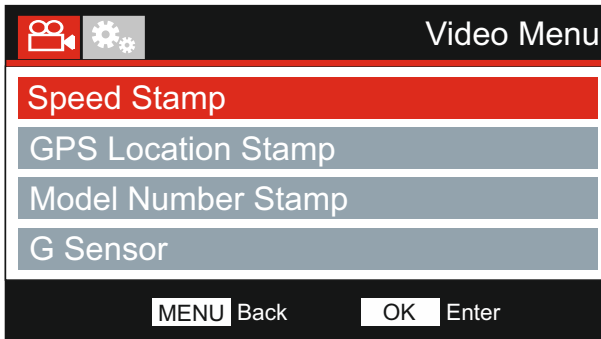 Video Menu
Speed Stamp
GPS Location Stamp
Model Number Stamp
G Sensor
MENU Back OK Enter